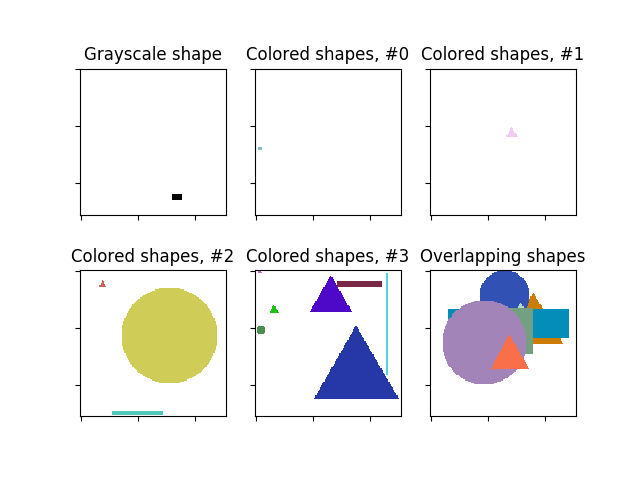 Grayscale shape
Colored shapes, #0
Colored shapes, #1
Colored shapes, #2
Colored shapes, #3
Overlapping shapes